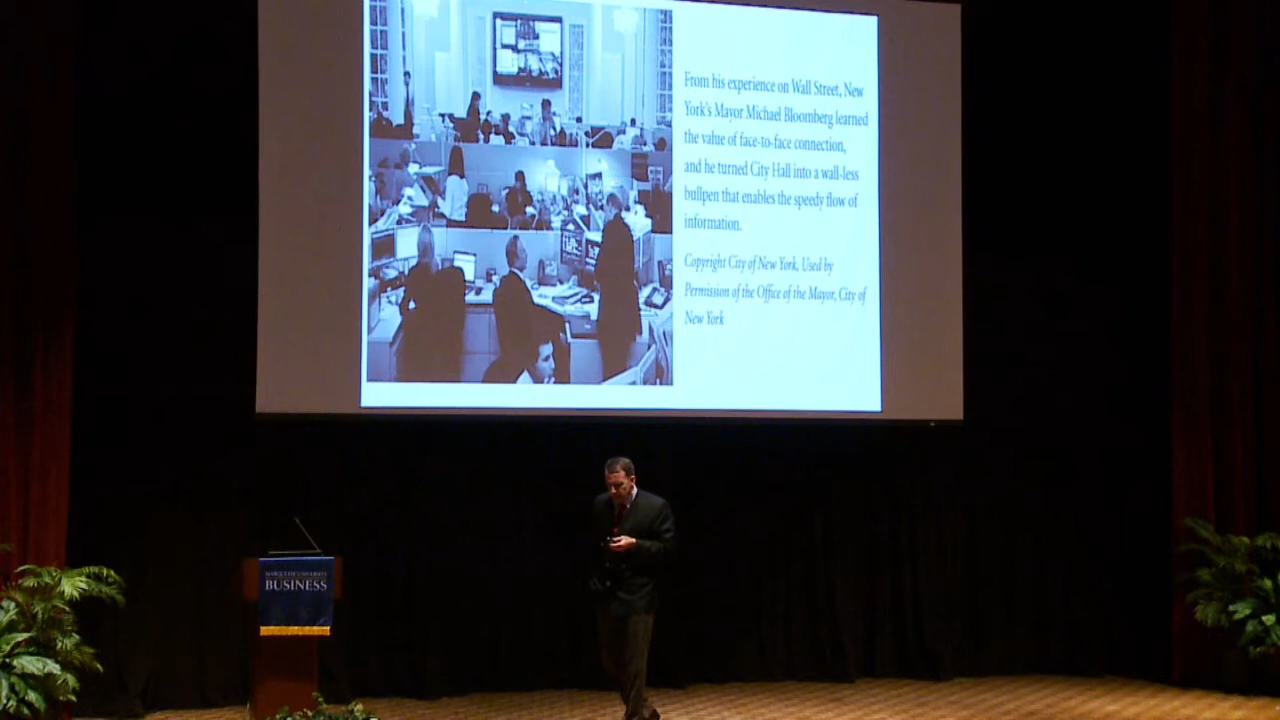 From his experience on Wall Street, New
York's Mayor Michael Bloomberg learned
the value of face-to-face connection,
and he turned City Hall into a wall-less
bullpen that enables the speedy flow of
information.
Copyright City of New York, Used by
Permission of the Office of the Mayor, City of
New York
MARQUETTE UNIVERSITY
BUSINESS